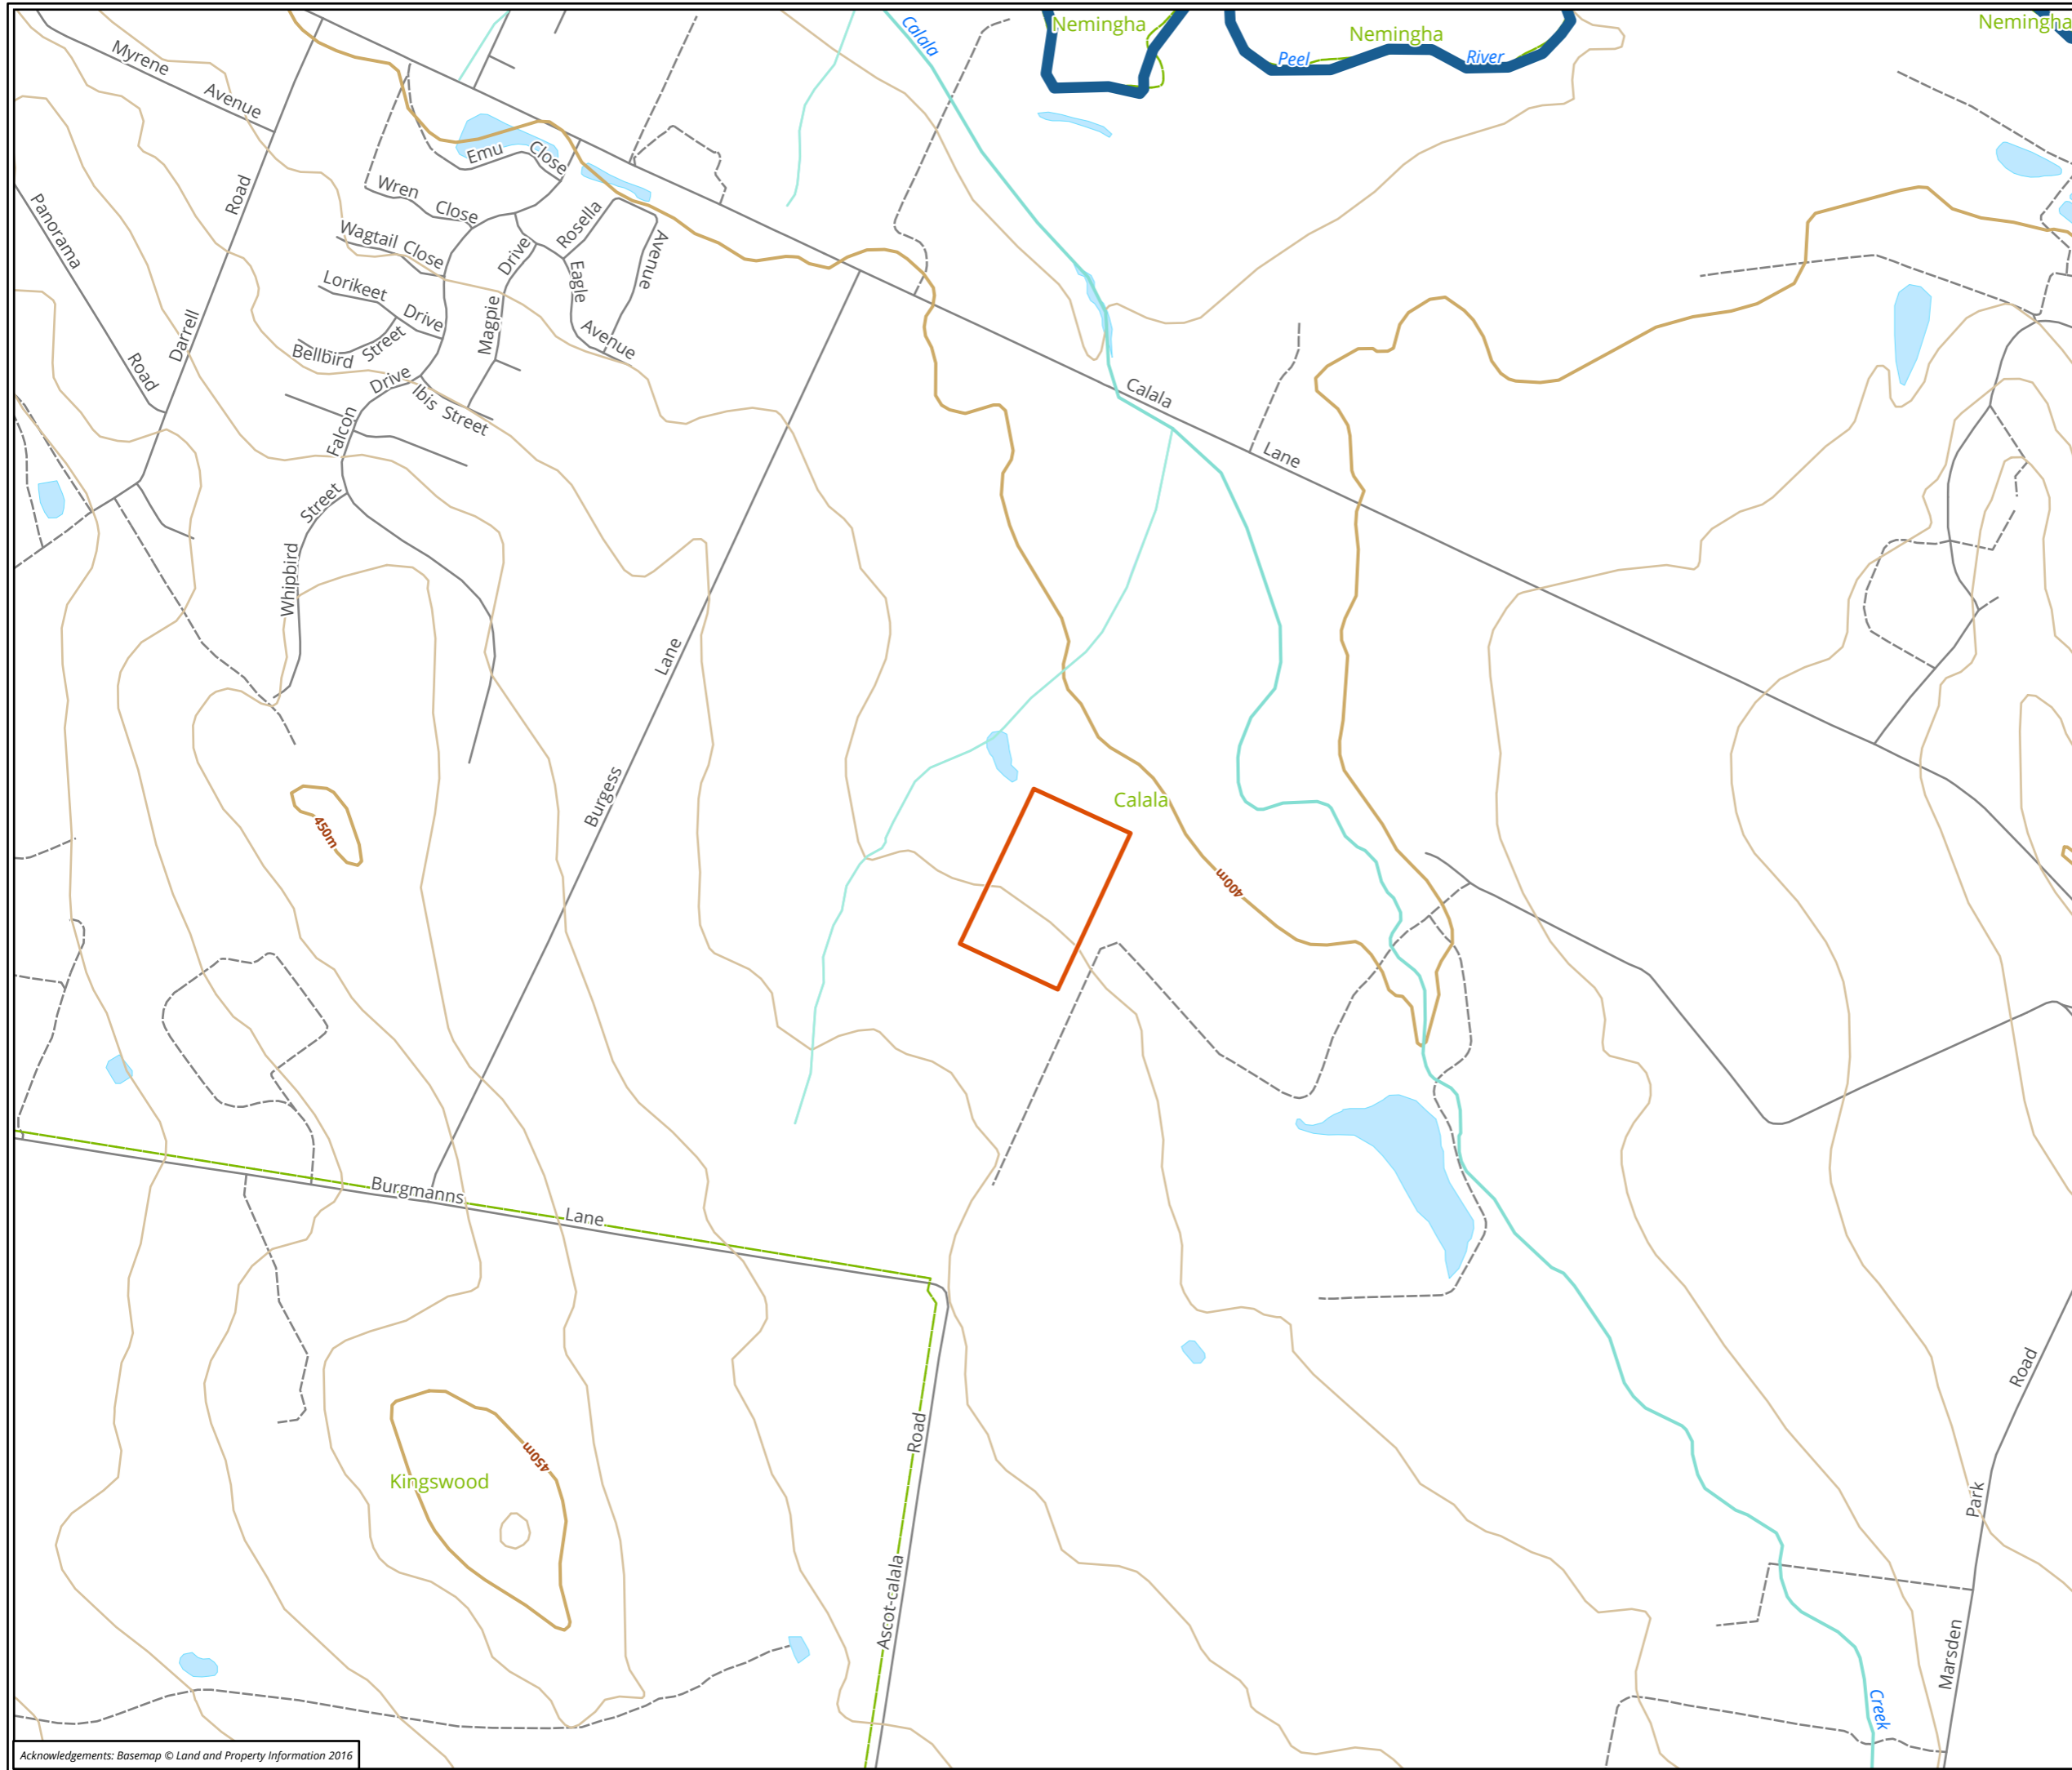 Calala
Nemingha
Nemingha
Nemingha
Peel
River
Myrene
Avenue
Emu
Close
Wren
Close
Road
Panorama
Wagtail Close
Rosella
Avenue
Drive
Eagle
Lorikeet
Drive
Magpie
Avenue
Darrell
Bellbird
Street
Road
Drive
Ibis
Street
Falcon
Calala
Lane
Street
Whipbird
Lane
Burgess
Calala
450m
400m
Burgmanns
Lane
Road
Road
450m
Kingswood
Park
Ascot-calala
Marsden
Creek
Acknowledgements: Basemap © Land and Property Information 2016